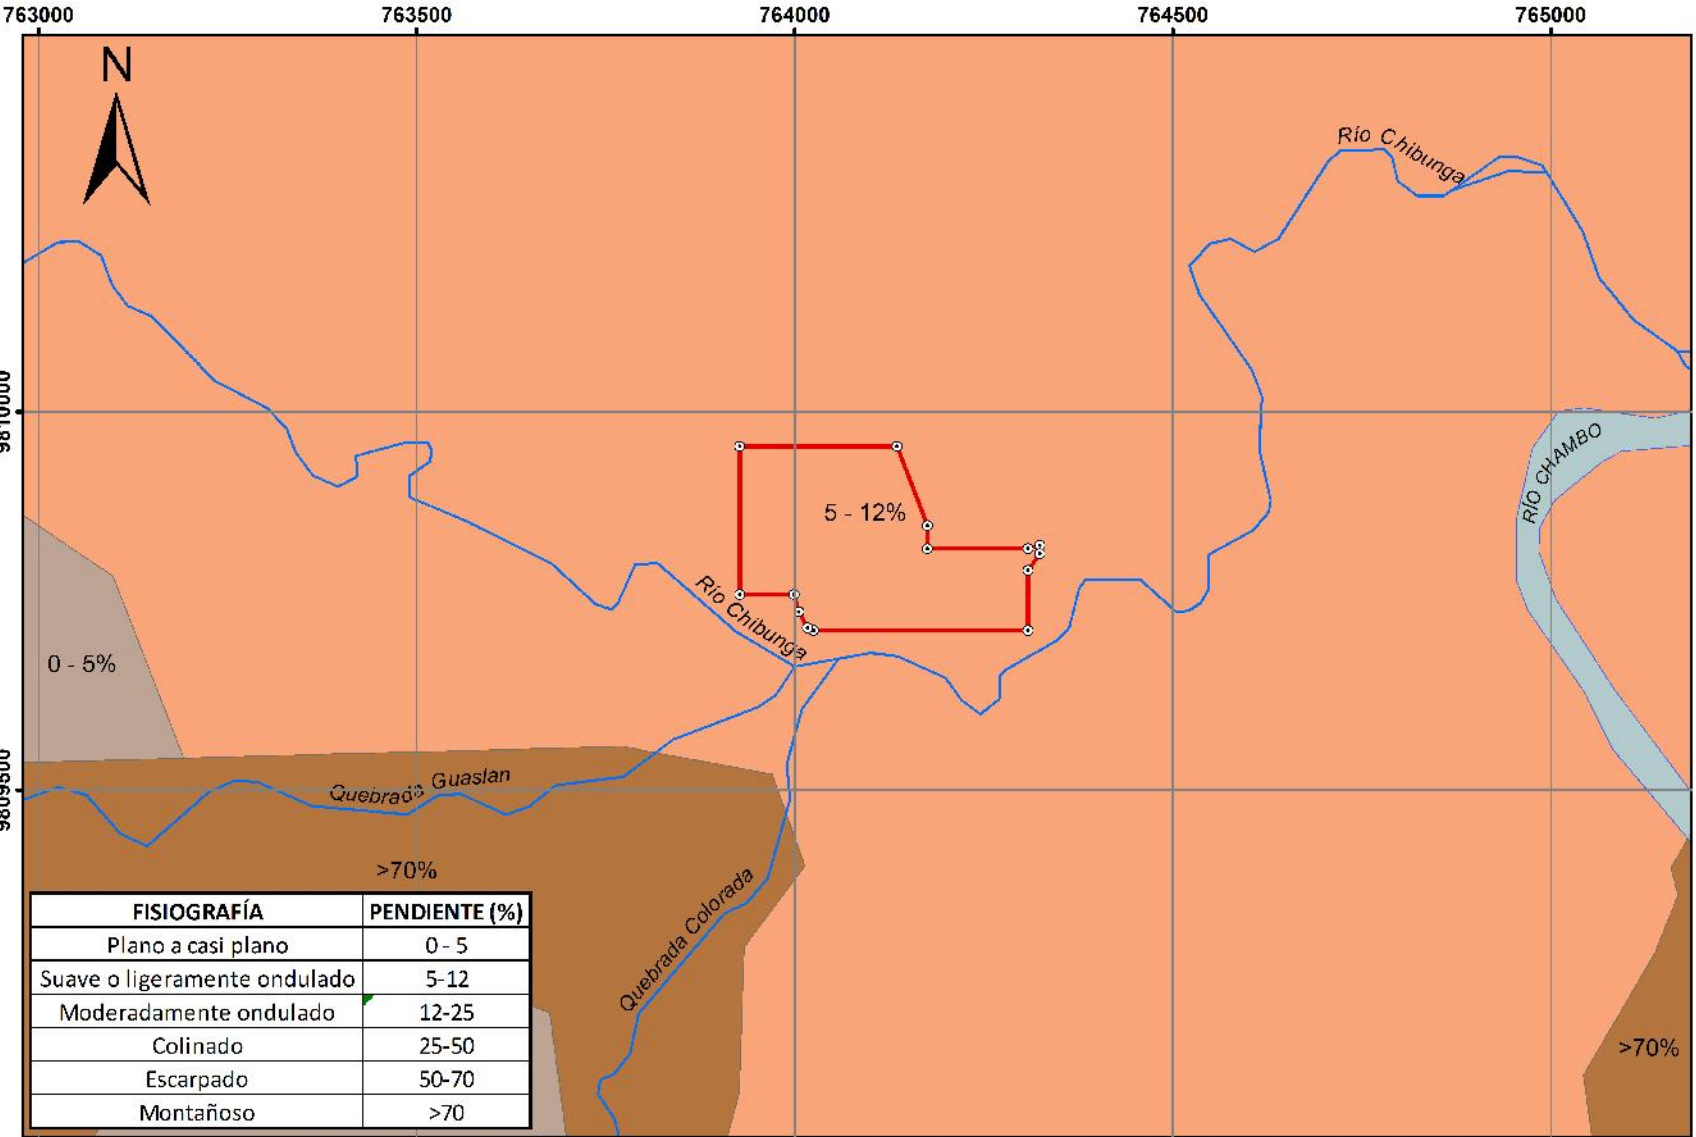 763000 763500 764000 764500 765000
N
Río Chibunga
9810000
RÍO CHAMBO
5 - 12%
Río Chibunga
0 - 5%
9809500
Quebrada Guaslan
>70%
Quebrada Colorada
>70%
FISIOGRAFÍA PENDIENTE (%)
Plano a casi plano 0 - 5
Suave o ligeramente ondulado 5-12
Moderadamente ondulado 12-25
Colinado 25-50
Escarpado 50-70
Montañoso >70